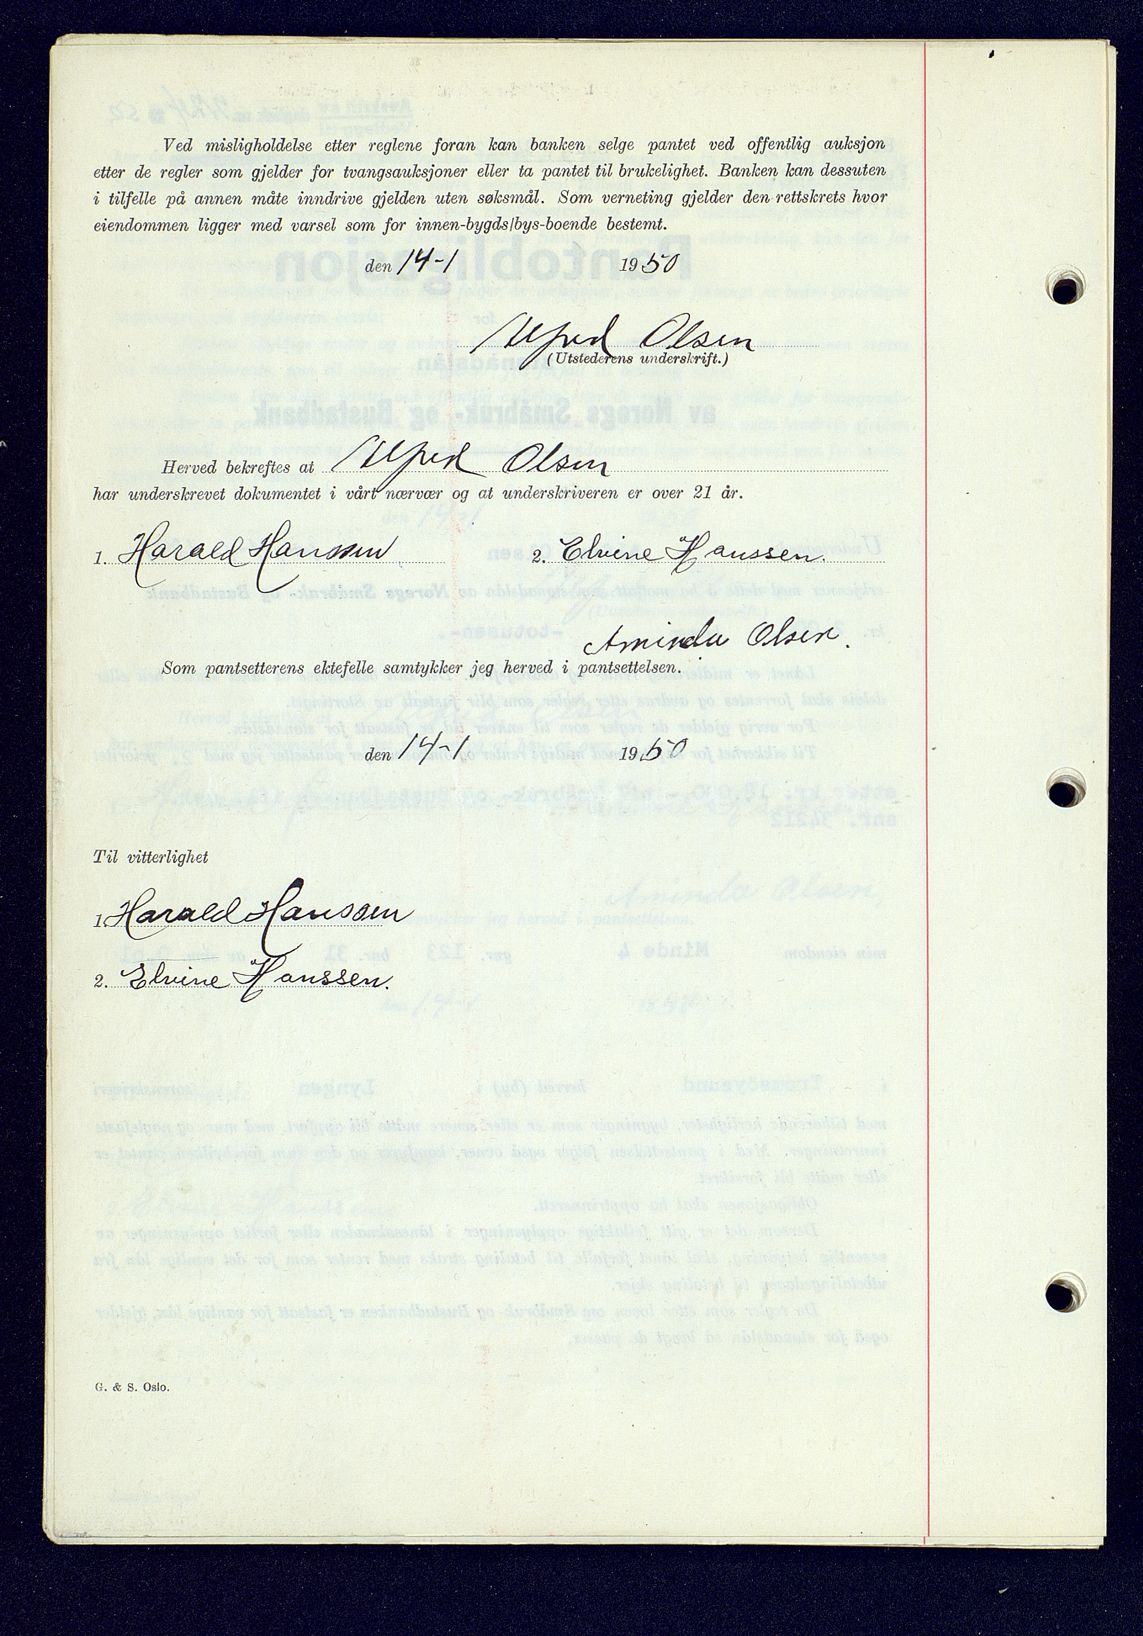 Ved misligholdelse etter reglene foran kan banken selge pantet ved offentlig auksjon
etter de regler som gjelder for tvangsauksjoner eller ta pantet til brukelighet. Banken kan dessuten
i tilfelle på annen måte inndrive gjelden uten søksmål. Som verneting gjelder den rettskrets hvor
eiendommen ligger med varsel som for innen-bygds/bys-boende bestemt.
den 14-1 1950
Alfred Olsen
(Utstederens underskrift.)
Herved bekreftes at Alfred Olsen
har underskrevet dokumentet i vårt nærvær og at underskriveren er over 21 år.
1. Harald Hanssen 2. Elvine Hanssen.
Aminda Olsen.
Som pantsetterens ektefelle samtykker jeg herved i pantsettelsen.
den 14-1 1950
Til vitterlighet
1. Harald Hanssen
2. Elvine Hanssen.
G. & S. Oslo.